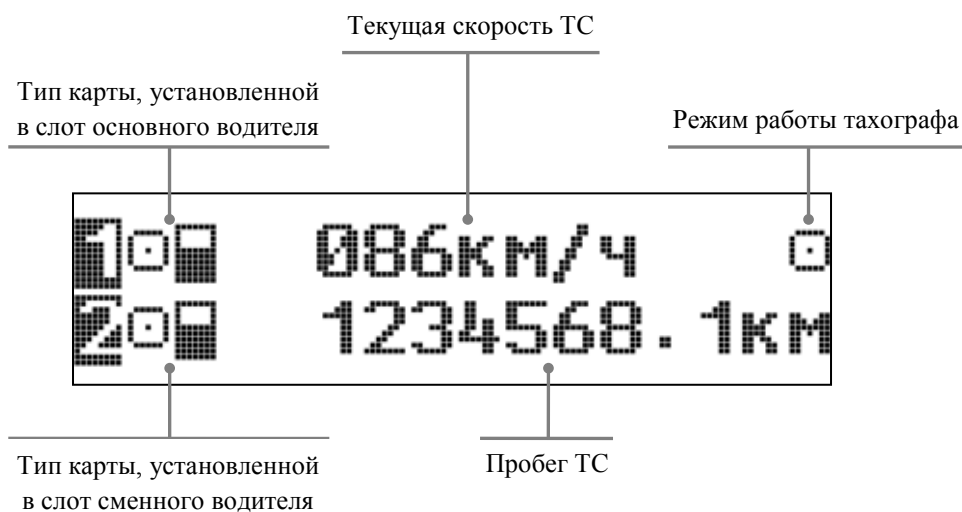 Текущая скорость ТС
Тип карты, установленной
в слот основного водителя
Режим работы тахографа
1 086км/ч
2 1234568.1км
Тип карты, установленной
в слот сменного водителя
Пробег ТС